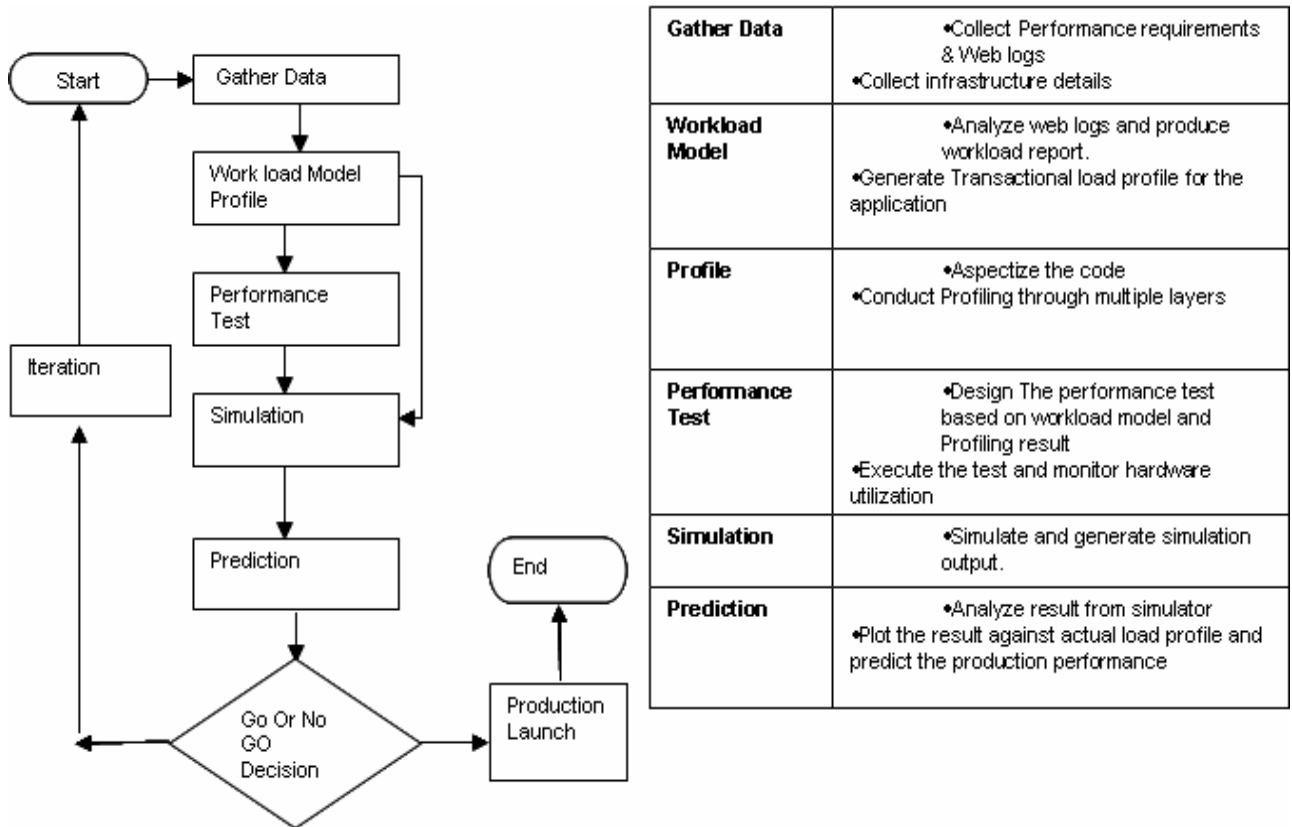 Start
Gather Data
Work load Model
Profile
Performance
Test
Iteration
Simulation
Prediction
End
Go Or No
GO
Decision
Production
Launch
Gather Data
•Collect Performance requirements
& Web logs
•Collect infrastructure details
Workload
Model
•Analyze web logs and produce
workload report.
•Generate Transactional load profile for the
application
Profile
•Aspectize the code
•Conduct Profiling through multiple layers
Performance
Test
•Design The performance test
based on workload model and
Profiling result
•Execute the test and monitor hardware
utilization
Simulation
•Simulate and generate simulation
output.
Prediction
•Analyze result from simulator
•Plot the result against actual load profile and
predict the production performance